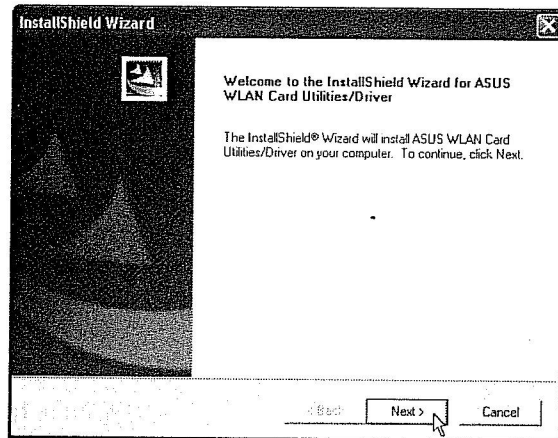 InstallShield Wizard
Welcome to the InstallShield Wizard for ASUS
WLAN Card Utilities/Driver
The InstallShield® Wizard will install ASUS WLAN Card
Utilities/Driver on your computer. To continue, click Next.
< Back
Next >
Cancel